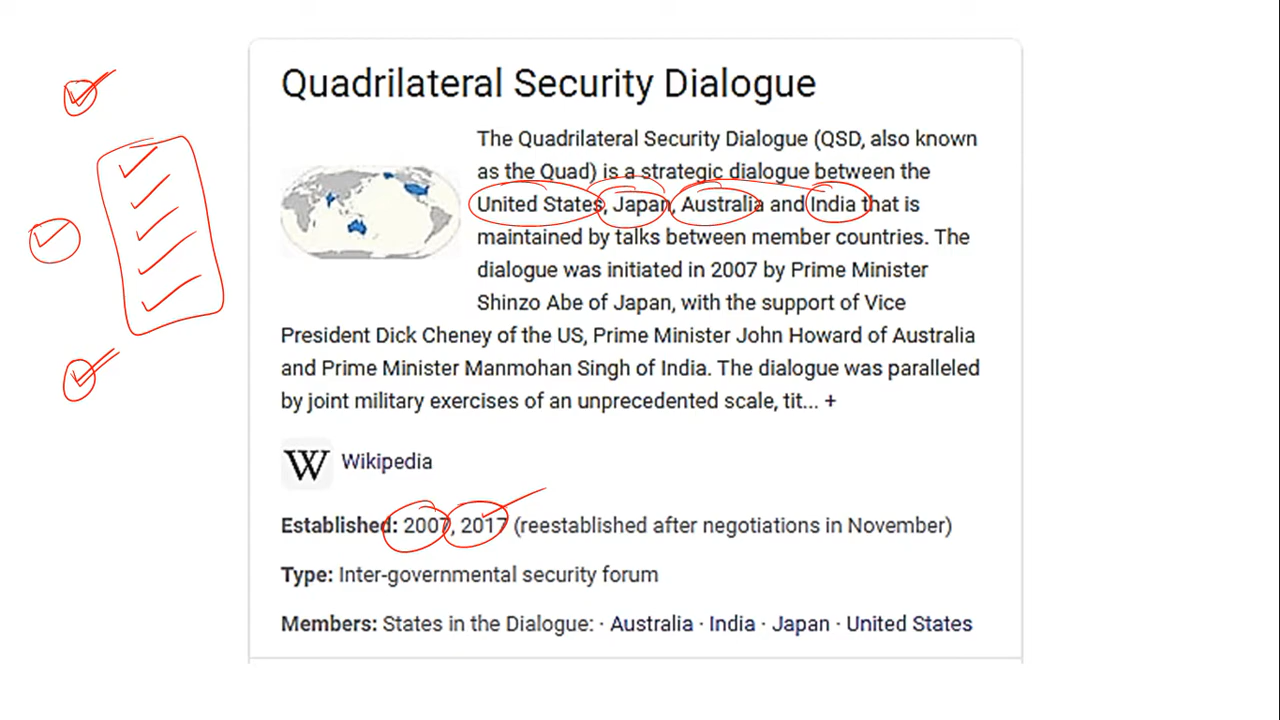 Quadrilateral Security Dialogue
The Quadrilateral Security Dialogue (QSD, also known
as the Quad) is a strategic dialogue between the
United States, Japan, Australia and India that is
maintained by talks between member countries. The
dialogue was initiated in 2007 by Prime Minister
Shinzo Abe of Japan, with the support of Vice
President Dick Cheney of the US, Prime Minister John Howard of Australia
and Prime Minister Manmohan Singh of India. The dialogue was paralleled
by joint military exercises of an unprecedented scale, tit... +
W Wikipedia
Established: 2007, 2017 (reestablished after negotiations in November)
Type: Inter-governmental security forum
Members: States in the Dialogue: · Australia · India · Japan · United States